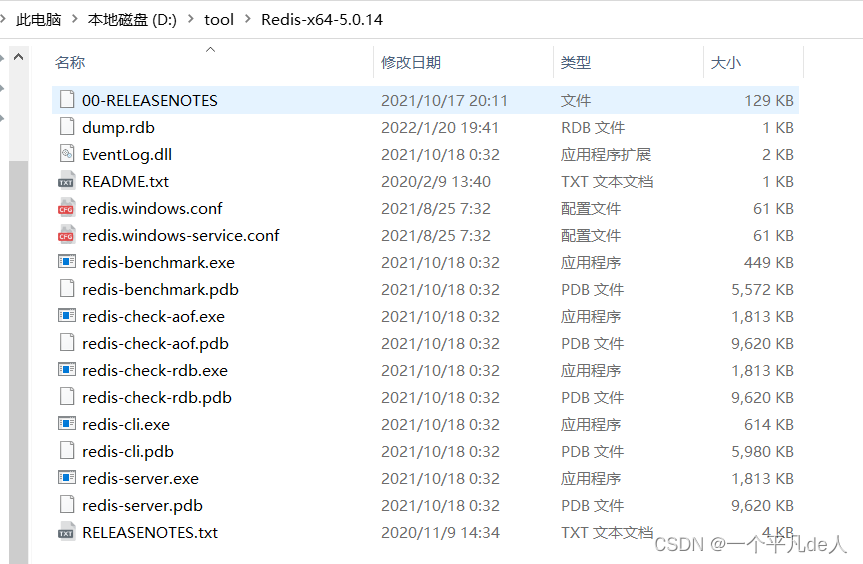 此电脑 > 本地磁盘 (D:) > tool > Redis-x64-5.0.14
名称 修改日期 类型 大小
00-RELEASENOTES 2021/10/17 20:11 文件 129 KB
dump.rdb 2022/1/20 19:41 RDB 文件 1 KB
EventLog.dll 2021/10/18 0:32 应用程序扩展 2 KB
TXT README.txt 2020/2/9 13:40 TXT 文本文档 1 KB
CFG redis.windows.conf 2021/8/25 7:32 配置文件 61 KB
CFG redis.windows-service.conf 2021/8/25 7:32 配置文件 61 KB
redis-benchmark.exe 2021/10/18 0:32 应用程序 449 KB
redis-benchmark.pdb 2021/10/18 0:32 PDB 文件 5,572 KB
redis-check-aof.exe 2021/10/18 0:32 应用程序 1,813 KB
redis-check-aof.pdb 2021/10/18 0:32 PDB 文件 9,620 KB
redis-check-rdb.exe 2021/10/18 0:32 应用程序 1,813 KB
redis-check-rdb.pdb 2021/10/18 0:32 PDB 文件 9,620 KB
redis-cli.exe 2021/10/18 0:32 应用程序 614 KB
redis-cli.pdb 2021/10/18 0:32 PDB 文件 5,980 KB
redis-server.exe 2021/10/18 0:32 应用程序 1,813 KB
redis-server.pdb 2021/10/18 0:32 PDB 文件 9,620 KB
TXT RELEASENOTES.txt 2020/11/9 14:34 TXT 文本文档 4 KB
CSDN @一个平凡de人